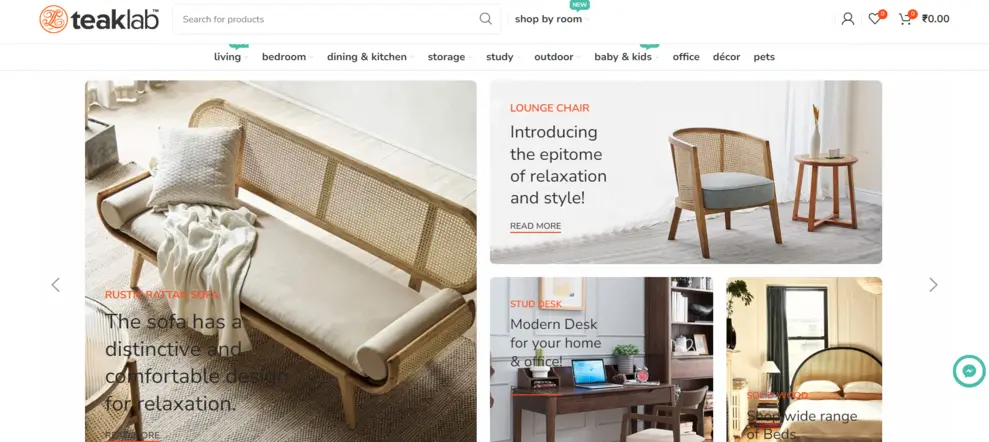 teaklab™
Search for products
shop by room
NEW
0
0
₹0.00
living
bedroom
dining & kitchen
storage
study
outdoor
baby & kids
office
décor
pets
RUSTIC RATTAN SOFA
The sofa has a
distinctive and
comfortable design
for relaxation.
READ MORE
LOUNGE CHAIR
Introducing
the epitome
of relaxation
and style!
READ MORE
STUD DESK
Modern Desk
for your home
& office!
Shop wide range
of Beds